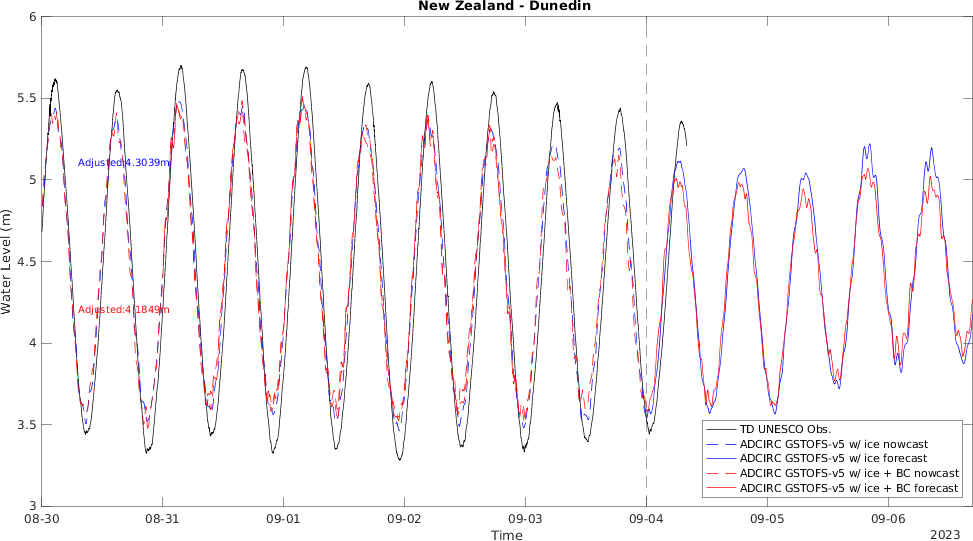 New Zealand - Dunedin
6
5.5
5
4.5
4
3.5
3
Water Level (m)
Adjusted:4.3039m
Adjusted:4.1849m
TD UNESCO Obs.
ADCIRC GSTOFS-v5 w/ ice nowcast
ADCIRC GSTOFS-v5 w/ ice forecast
ADCIRC GSTOFS-v5 w/ ice + BC nowcast
ADCIRC GSTOFS-v5 w/ ice + BC forecast
08-30 08-31 09-01 09-02 09-03 09-04 09-05 09-06
Time
2023